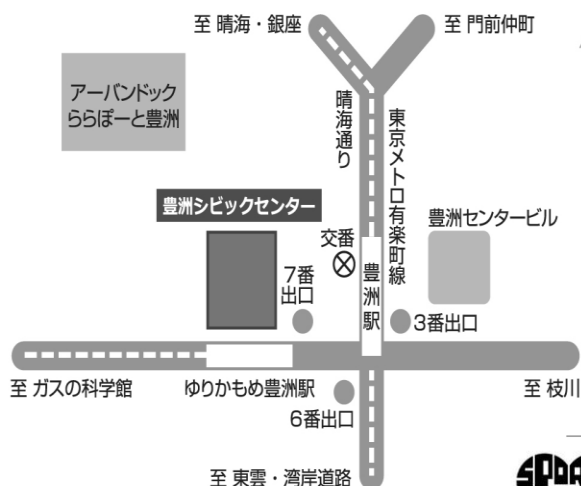 至 晴海・銀座
至 門前仲町
アーバンドック
ららぽーと豊洲
晴海通り
東京メトロ有楽町線
豊洲シビックセンター
豊洲センタービル
交番
7番
出口
豊洲駅
3番出口
至 ガスの科学館
ゆりかもめ豊洲駅
至 枝川
6番出口
至 東雲・湾岸道路